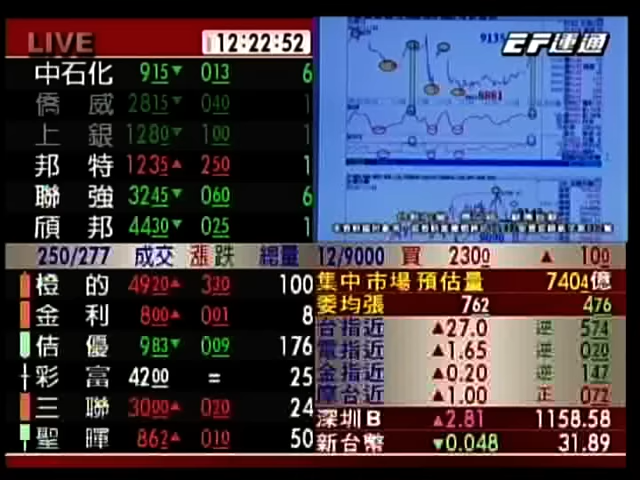 LIVE 12:22:52
EF運通
中石化 915▼ 013 6
僑威 2815▼ 040 1
上銀 1280▼ 100 1
邦特 1235▲ 250 1
聯強 3245▼ 060 6
頎邦 4430▼ 025 1
250/277 成交 漲跌 總量
橙的 4920▲ 330 100
金利 800▲ 001 8
佶優 983▼ 009 176
彩富 4200 = 25
三聯 3000▲ 020 24
聖暉 862▲ 010 50
9135
8881
12/9000 買 2300 ▲ 100
集中市場預估量 7404億
委均張 762 476
台指近 ▲27.0 逆 574
電指近 ▲1.65 逆 020
金指近 ▲0.20 逆 147
摩台近 ▲1.00 正 072
深圳B ▲2.81 1158.58
新台幣 ▼0.048 31.89